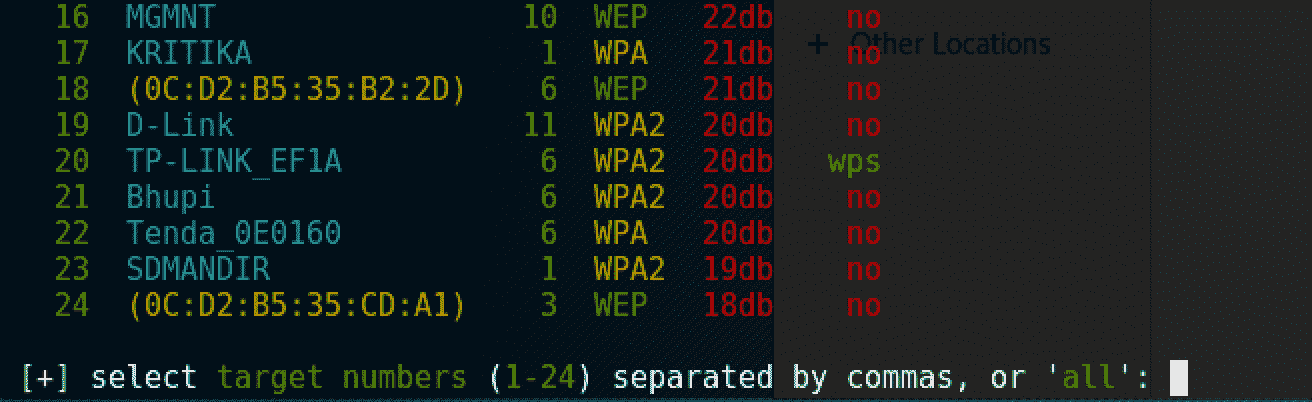 16 MGMNT 10 WEP 22db no
+ Other Locations
17 KRITIKA 1 WPA 21db no
18 (0C:D2:B5:35:B2:2D) 6 WEP 21db no
19 D-Link 11 WPA2 20db no
20 TP-LINK_EF1A 6 WPA2 20db wps
21 Bhupi 6 WPA2 20db no
22 Tenda_0E0160 6 WPA 20db no
23 SDMANDIR 1 WPA2 19db no
24 (0C:D2:B5:35:CD:A1) 3 WEP 18db no
[+] select target numbers (1-24) separated by commas, or 'all':